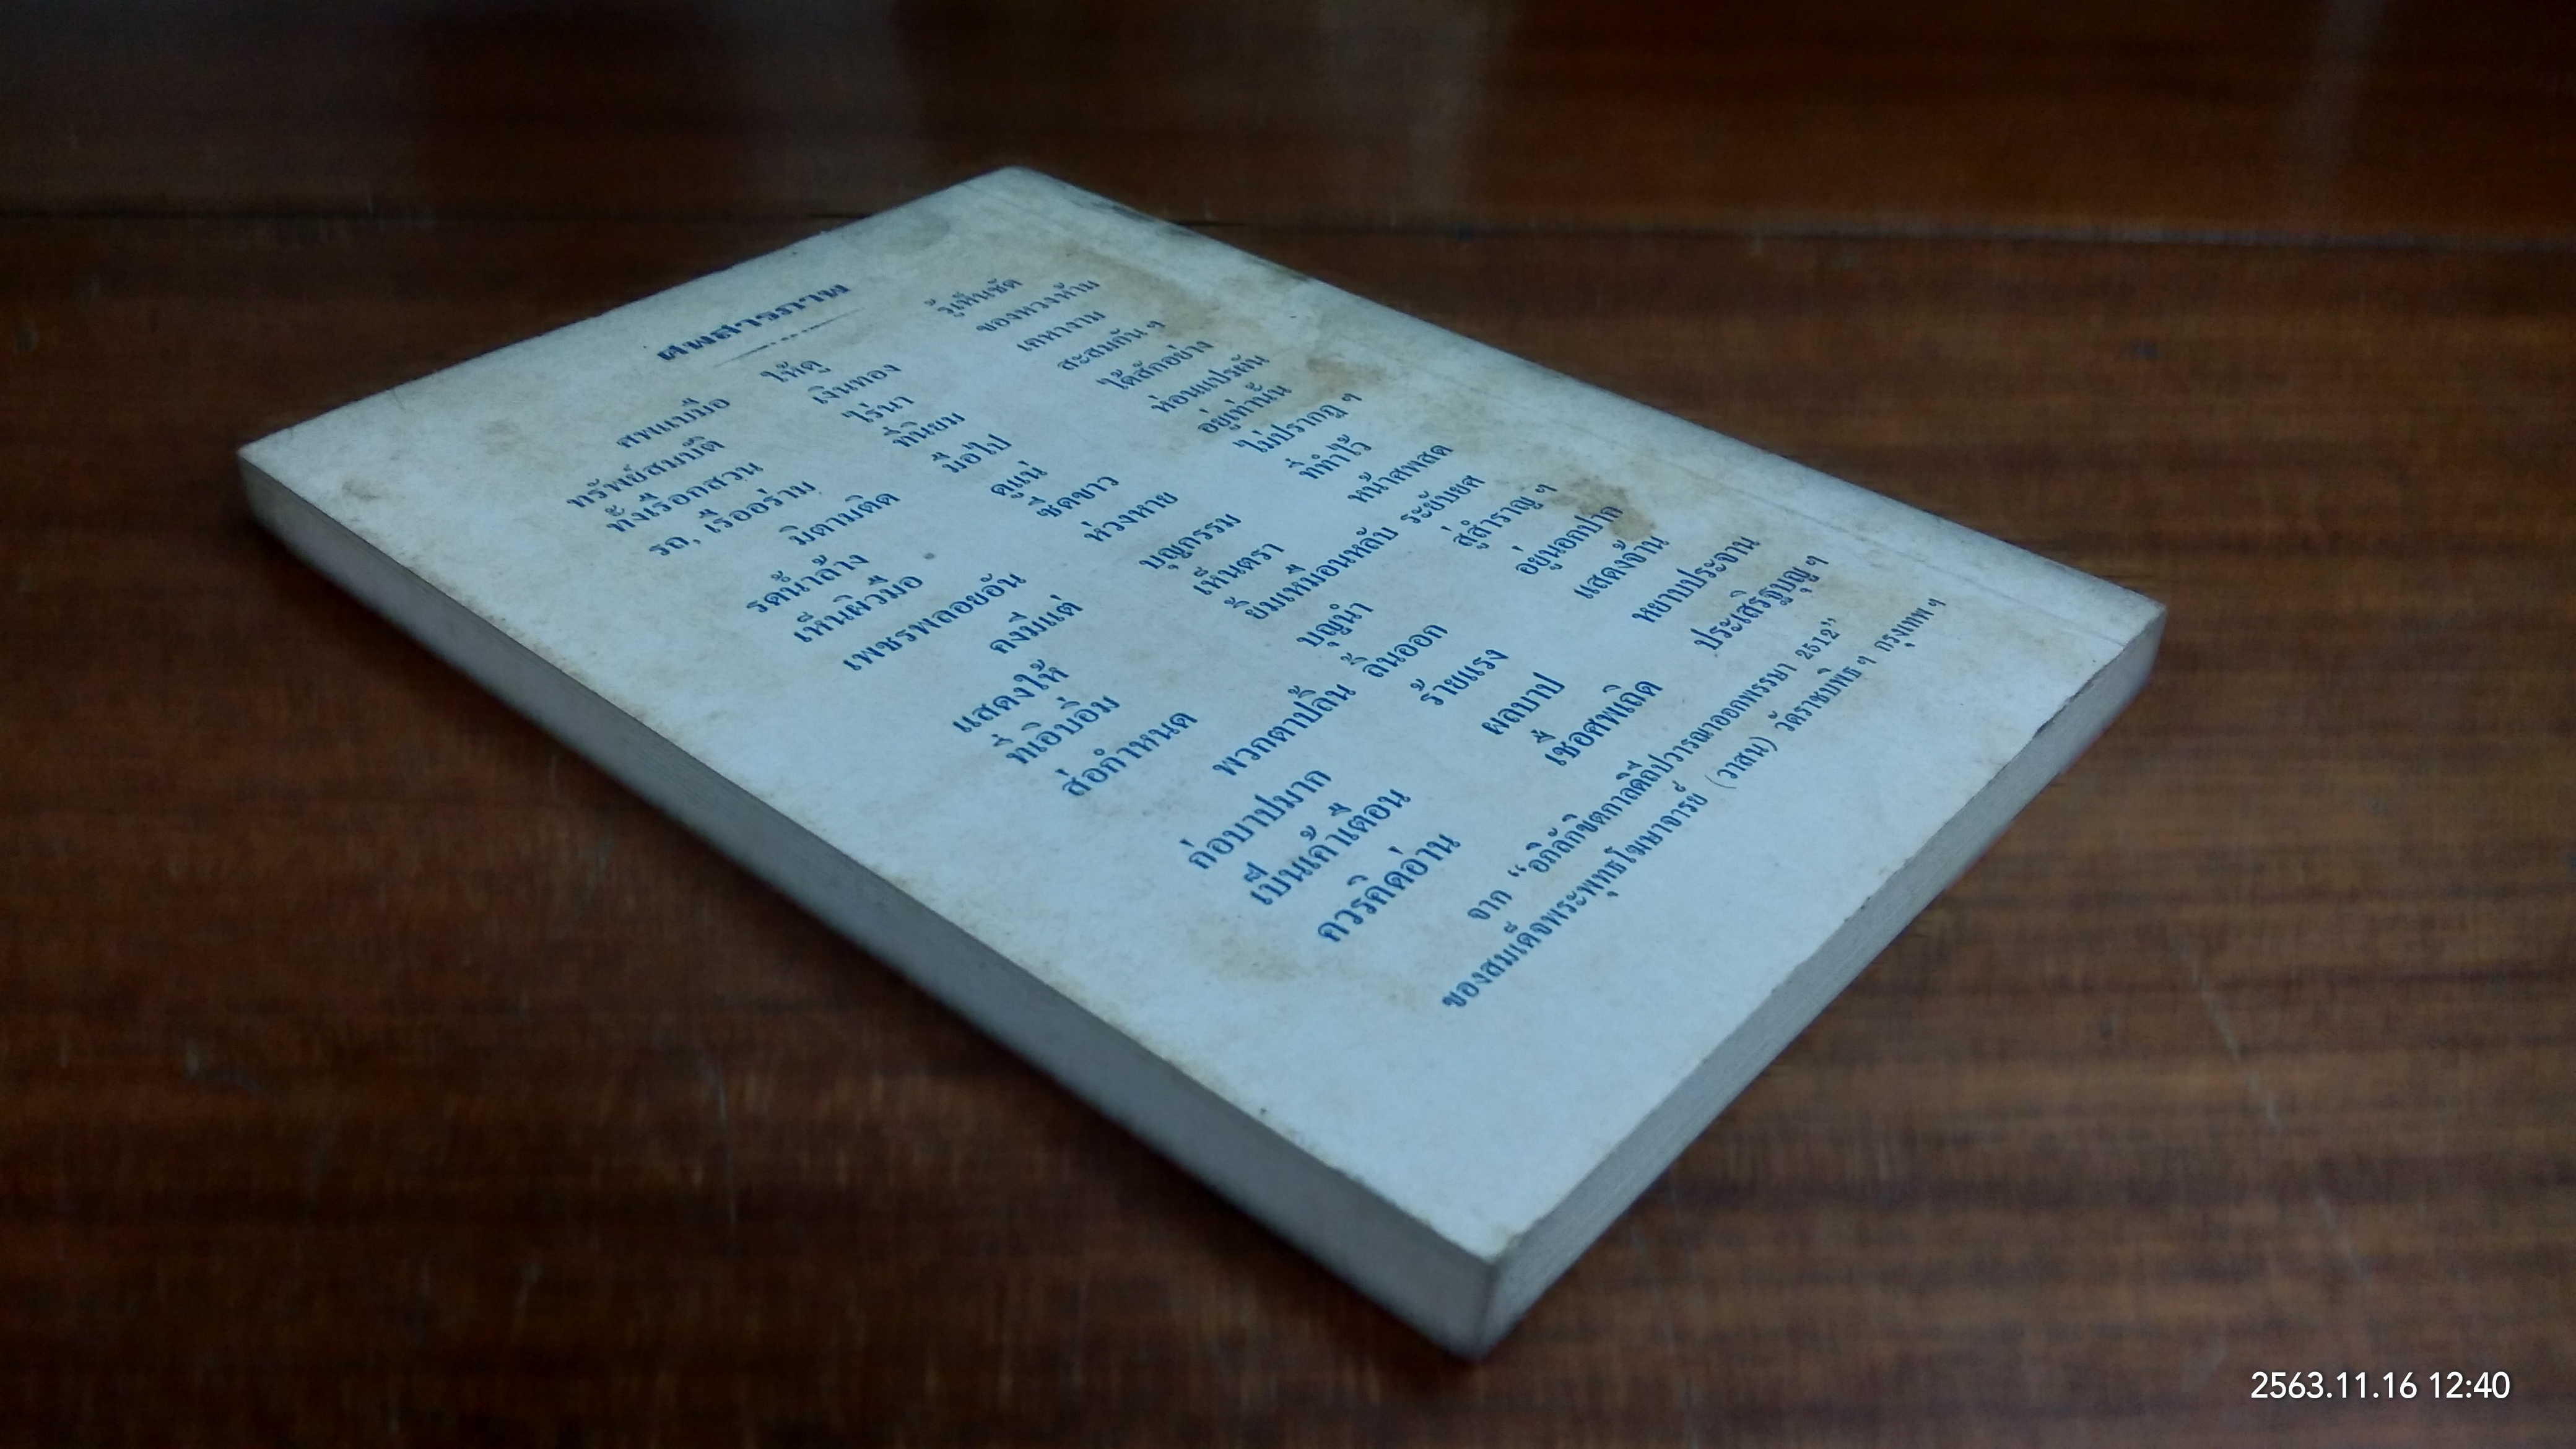 ศพสารภาพ
ศพแบมือ ให้ดู รู้เห็นชัด
ทรัพย์สมบัติ เงินทอง ของหวงห้าม
ทั้งเรือกสวน ไร่นา เคหางาม
รถ, เรืออร่าม ที่นิยม สะสมกัน ฯ
มิตามติด มือไป ได้สักอย่าง
รดน้ำล้าง ดูแน่ ห่อนแปรผัน
เห็นผิวมือ ซีดขาว อยู่เท่านั้น
เพชรพลอยอัน ห่วงหาย ไม่ปรากฏ ฯ
คงมีแต่ บุญกรรม ที่ทำไว้
แสดงให้ เห็นตรา หน้าศพสด
ที่เอิบอิ่ม ยิ้มเหมือนหลับ ระยับยศ
ส่อกำหนด บุญนำ สู่สำราญ ฯ
พวกตาปลิ้น ลิ้นออก อยู่นอกปาก
ก่อบาปมาก ร้ายแรง แสดงจ้าน
เป็นเค้าเตือน ผลบาป หยาบประจาน
ควรคิดอ่าน เชื่อศพเถิด ประเสริฐบุญ ฯ
จาก “อภิลักขิตกาลดิถีปวารณาออกพรรษา 2512”
ของสมเด็จพระพุทธโฆษาจารย์ (วาสน) วัดราชบพิธ ฯ กรุงเทพ ฯ
2563.11.16 12:40